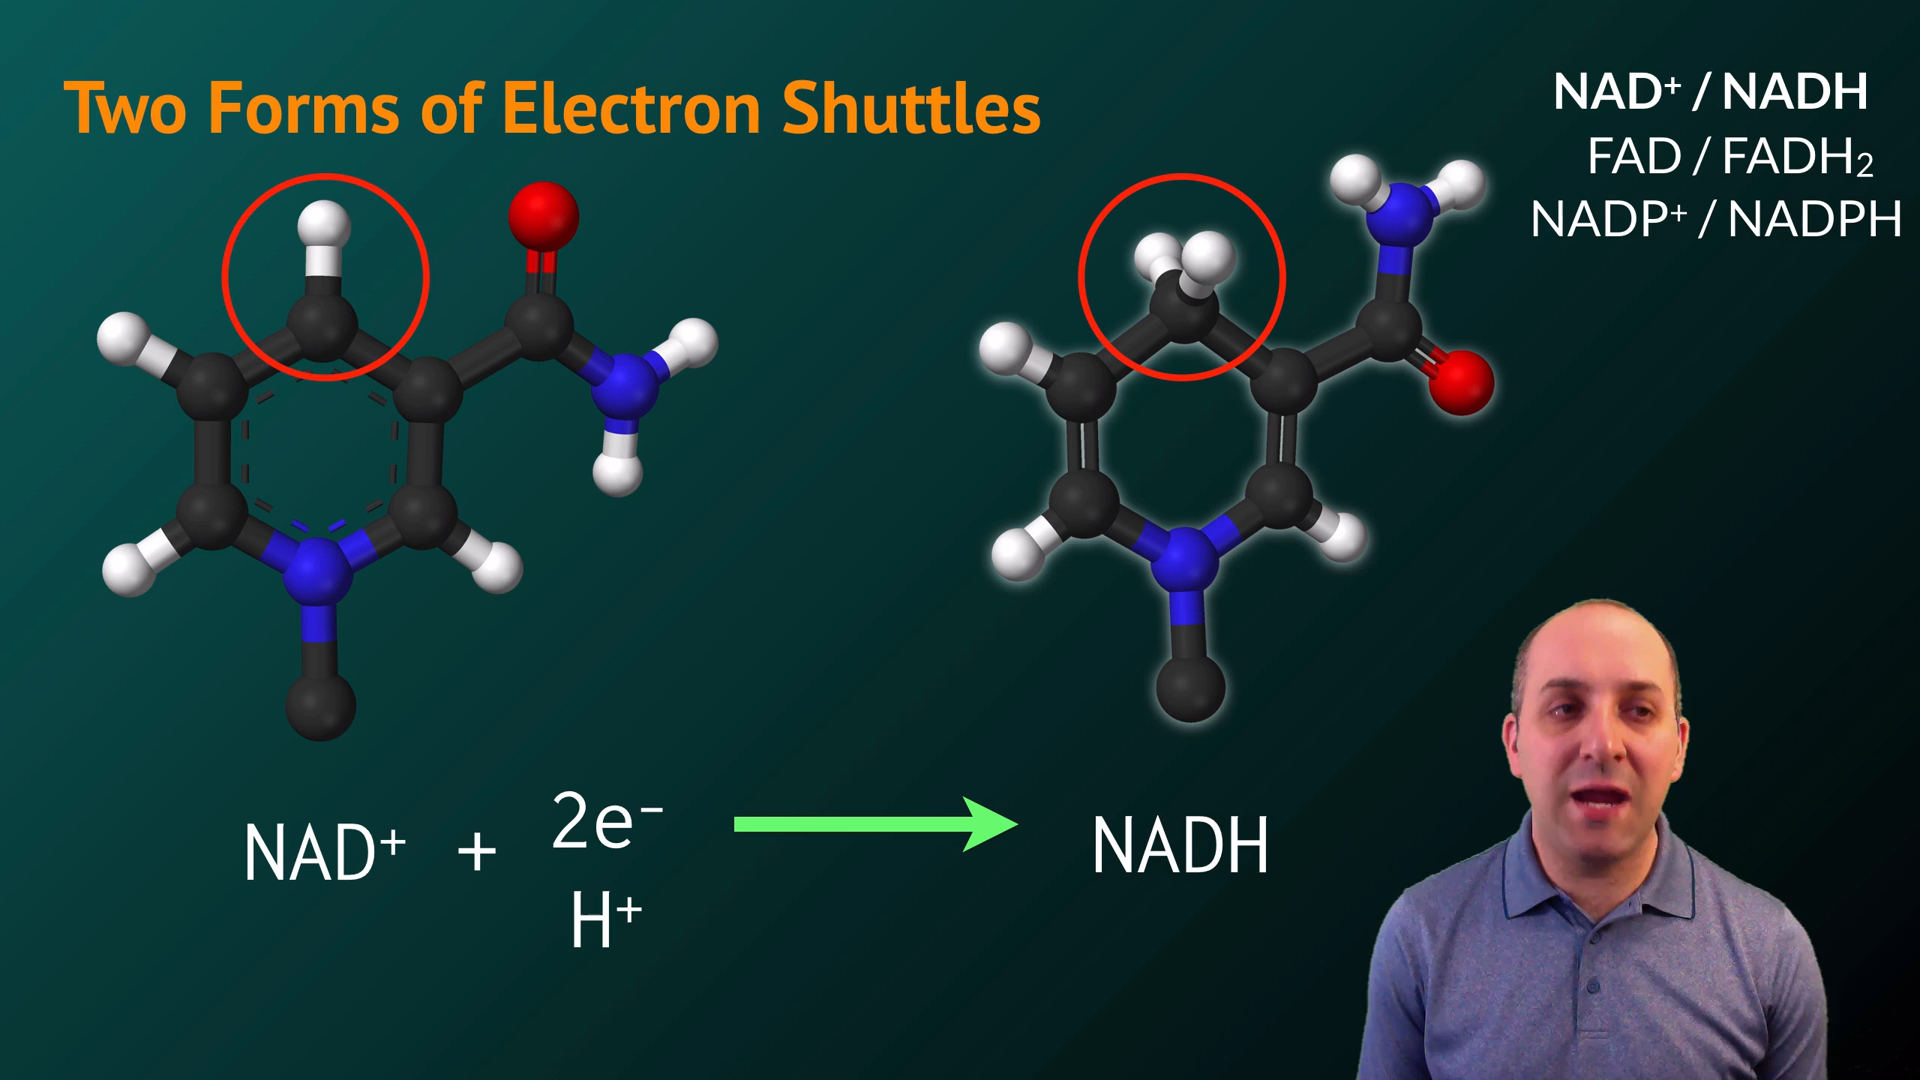 Two Forms of Electron Shuttles
NAD⁺ / NADH
FAD / FADH₂
NADP⁺ / NADPH
NAD⁺ + 2e⁻ NADH
H⁺